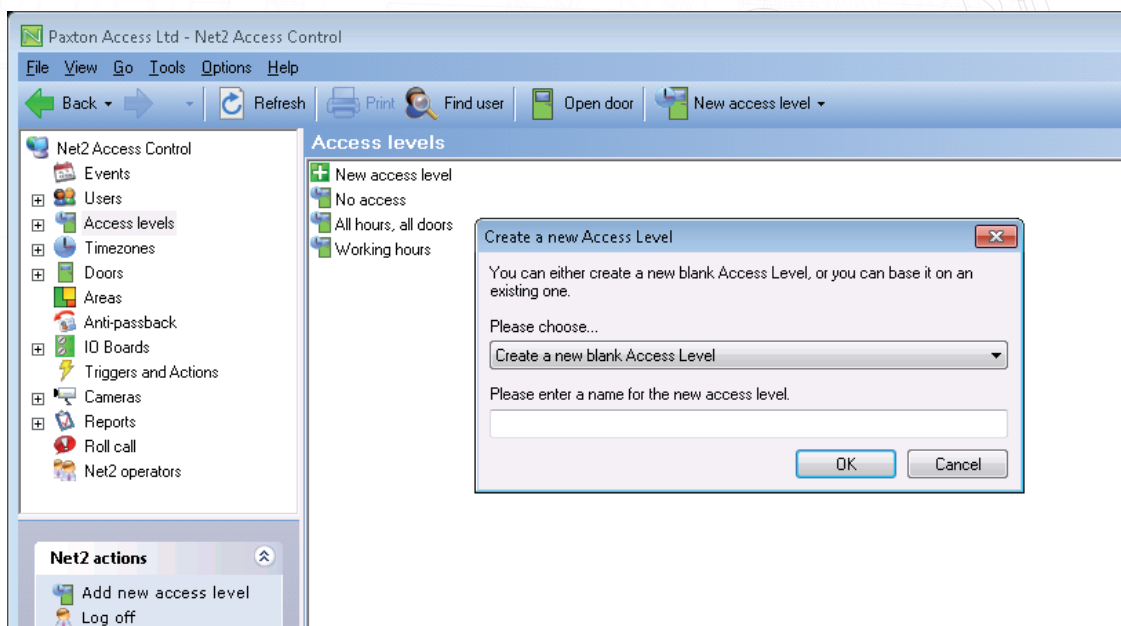 Paxton Access Ltd - Net2 Access Control
File View Go Tools Options Help
Back Refresh Print Find user Open door New access level
Net2 Access Control
Events
Users
Access levels
Timezones
Doors
Areas
Anti-passback
IO Boards
Triggers and Actions
Cameras
Reports
Roll call
Net2 operators
Net2 actions
Add new access level
Log off
Access levels
New access level
No access
All hours, all doors
Working hours
Create a new Access Level
You can either create a new blank Access Level, or you can base it on an
existing one.
Please choose...
Create a new blank Access Level
Please enter a name for the new access level.
OK Cancel